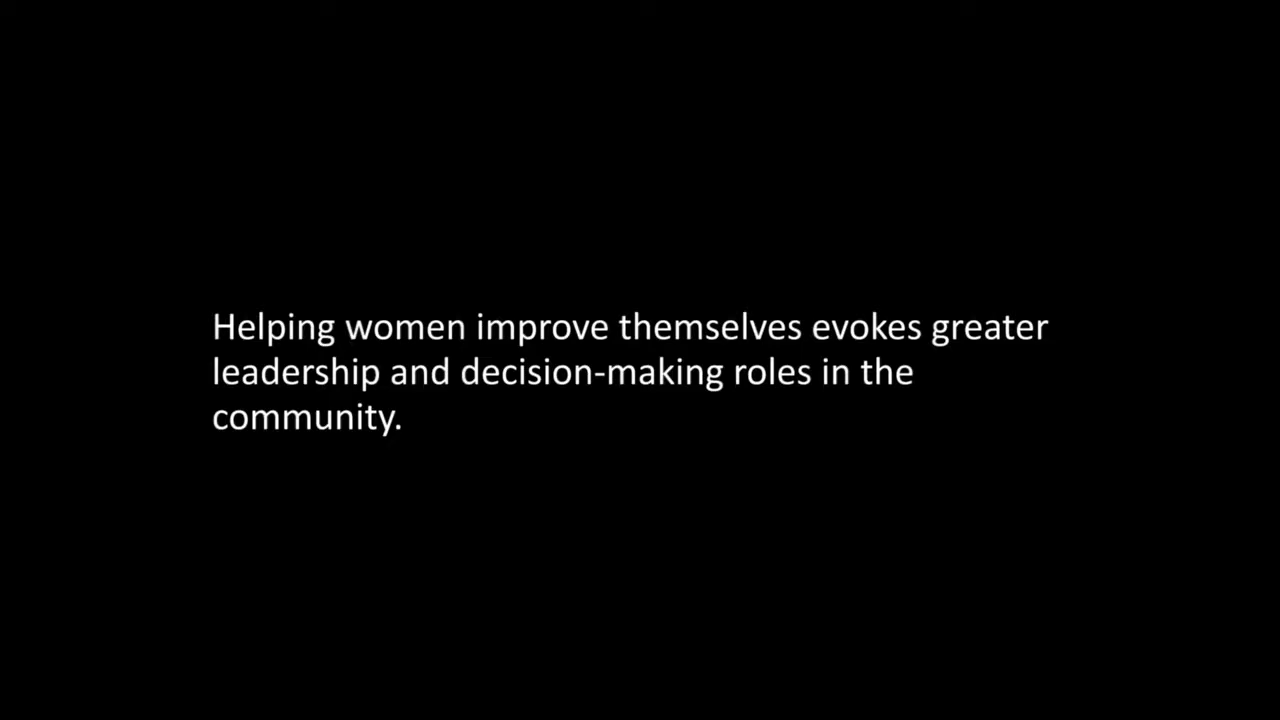 Helping women improve themselves evokes greater
leadership and decision-making roles in the
community.